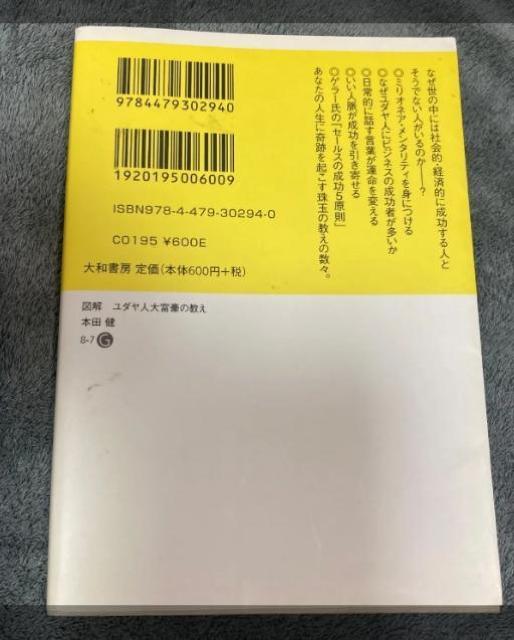 なぜ世の中には社会的・経済的に成功する人と
そうでない人がいるのか——?
◎ミリオネア・メンタリティを身につける
◎なぜユダヤ人にビジネスの成功者が多いか
◎日常的に話す言葉が運命を変える
◎いい人脈が成功を引き寄せる
◎ゲラー氏の「セールスの成功5原則」
あなたの人生に奇跡を起こす珠玉の教えの数々。
9784479302940
1920195006009
ISBN978-4-479-30294-0
C0195 ¥600E
大和書房 定価(本体600円+税)
図解 ユダヤ人大富豪の教え
本田 健
8-7 G